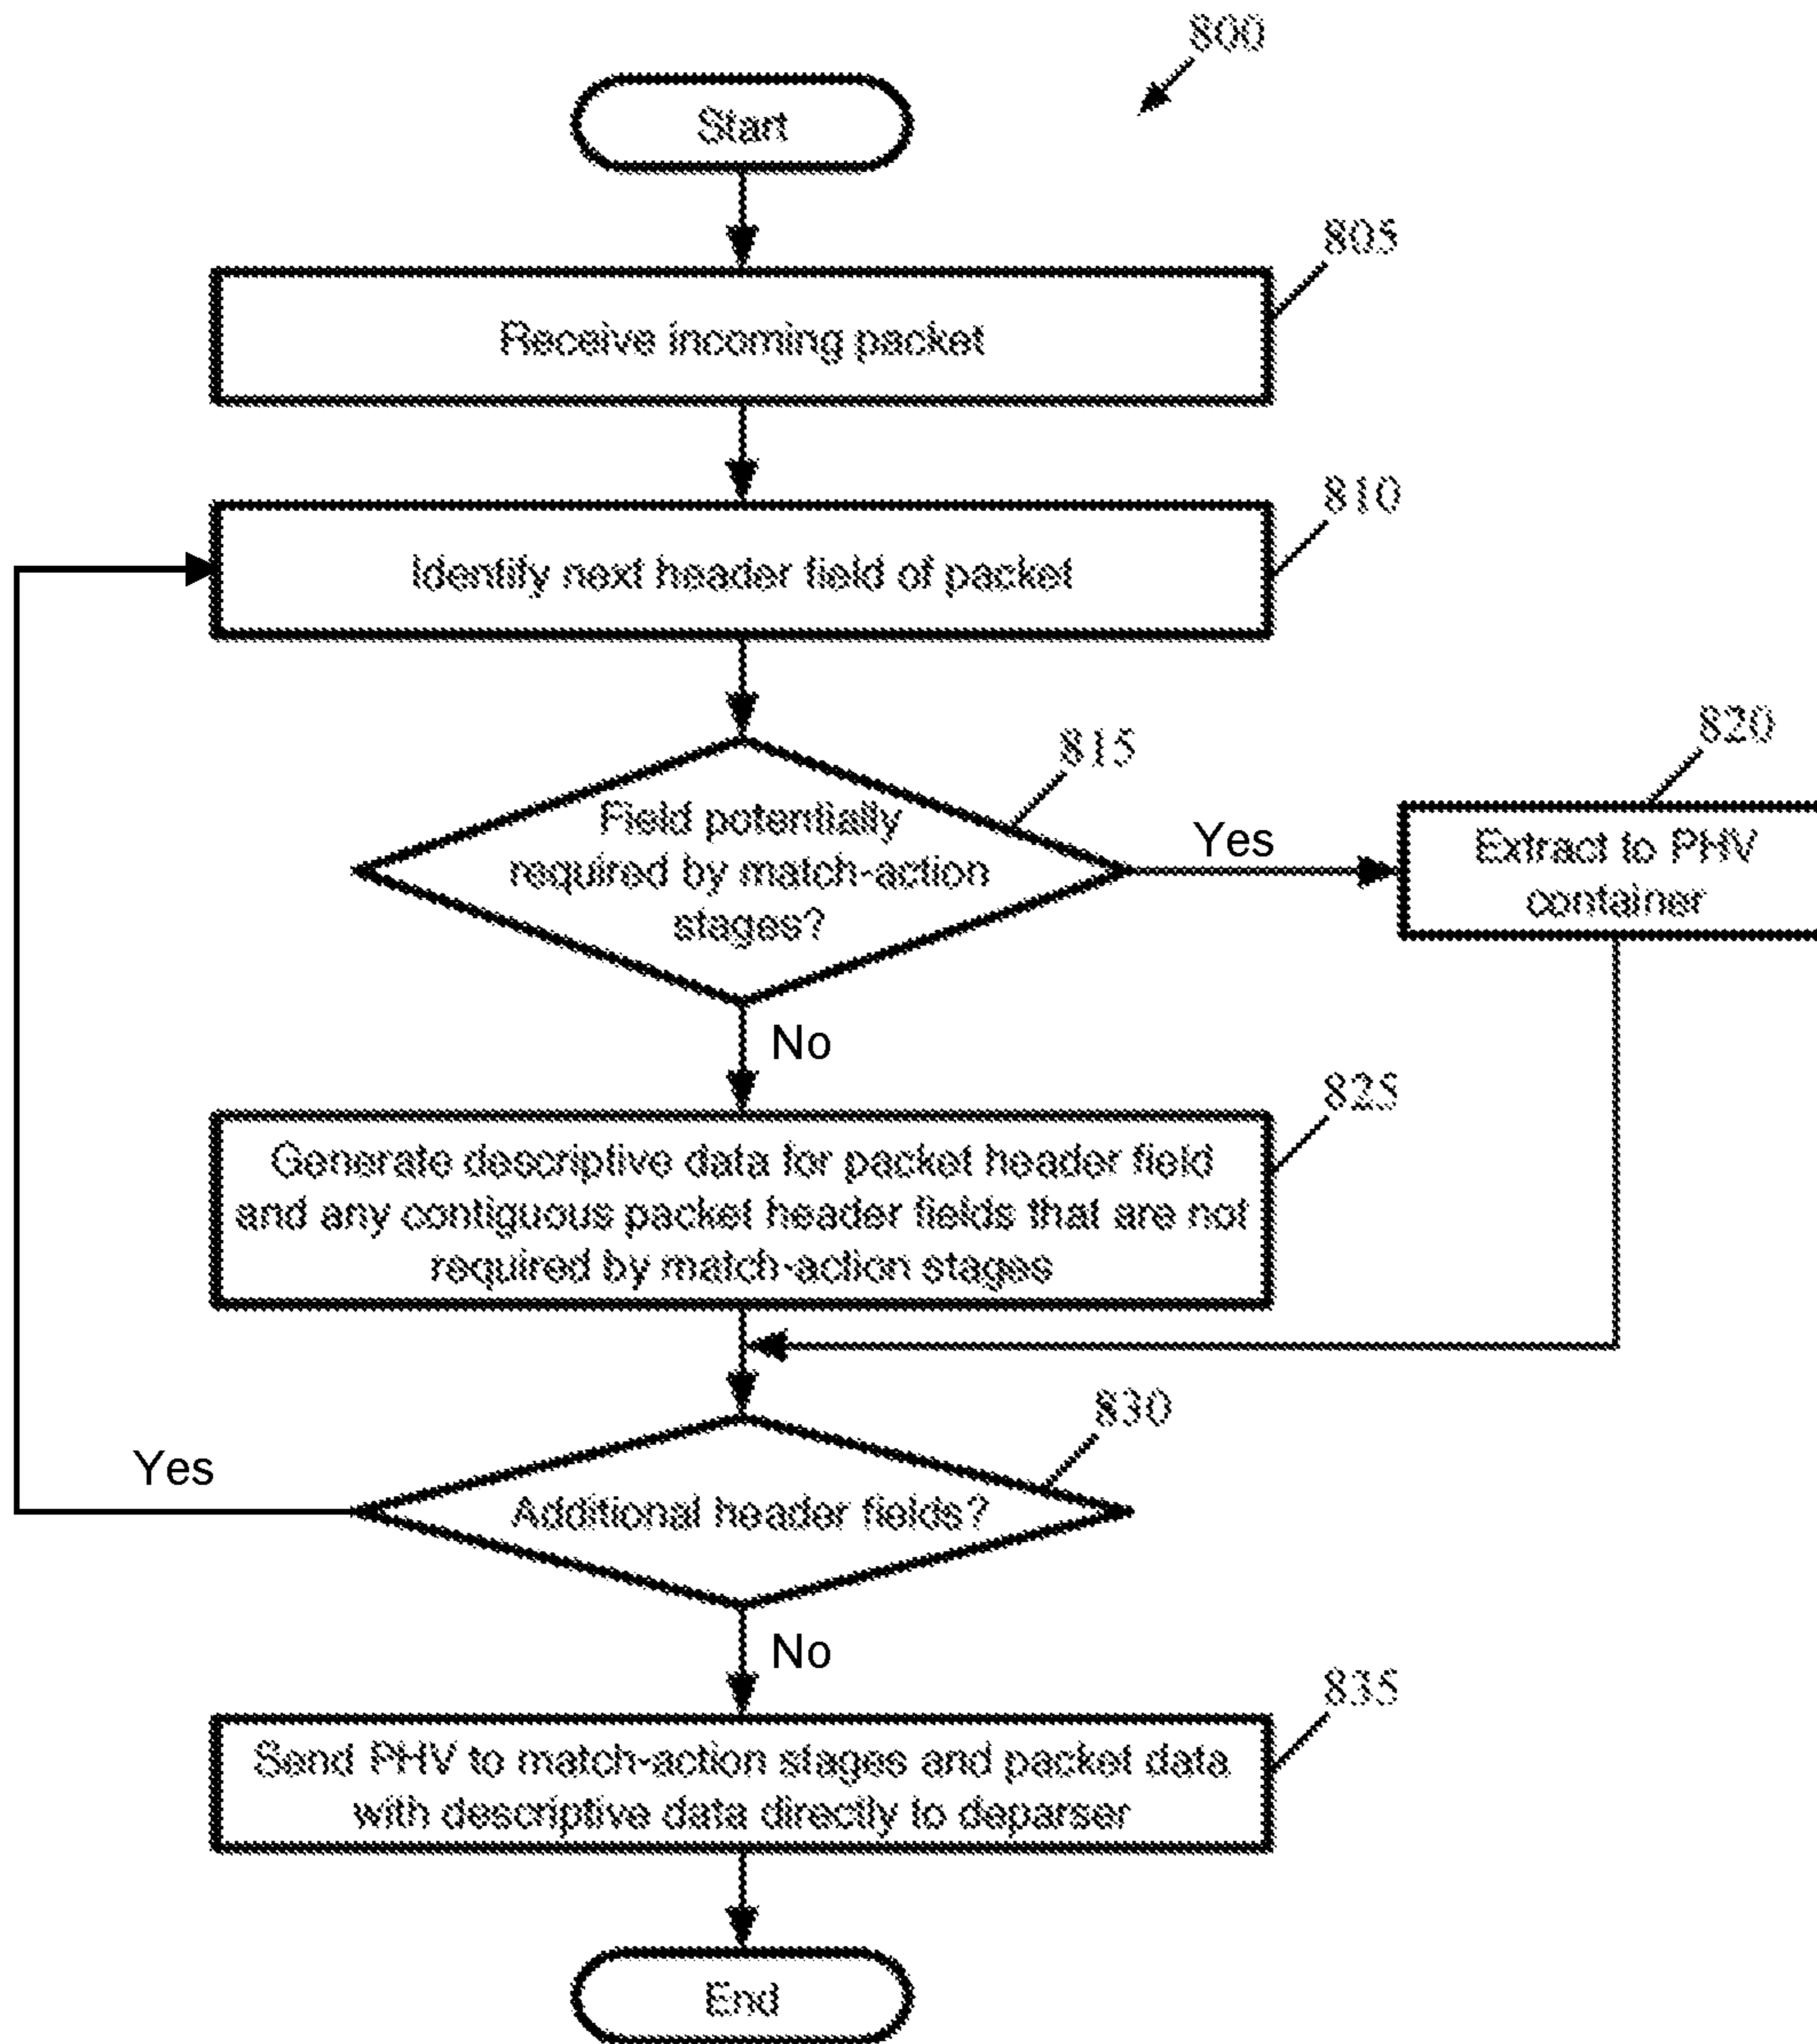 800
Start
805
Receive incoming packet
810
Identify next header field of packet
815
820
Field potentially
required by match-action
stages?
Yes
Extract to PHV
container
No
825
Generate descriptive data for packet header field
and any contiguous packet header fields that are not
required by match-action stages
830
Yes
Additional header fields?
No
835
Send PHV to match-action stages and packet data
with descriptive data directly to deparser
End